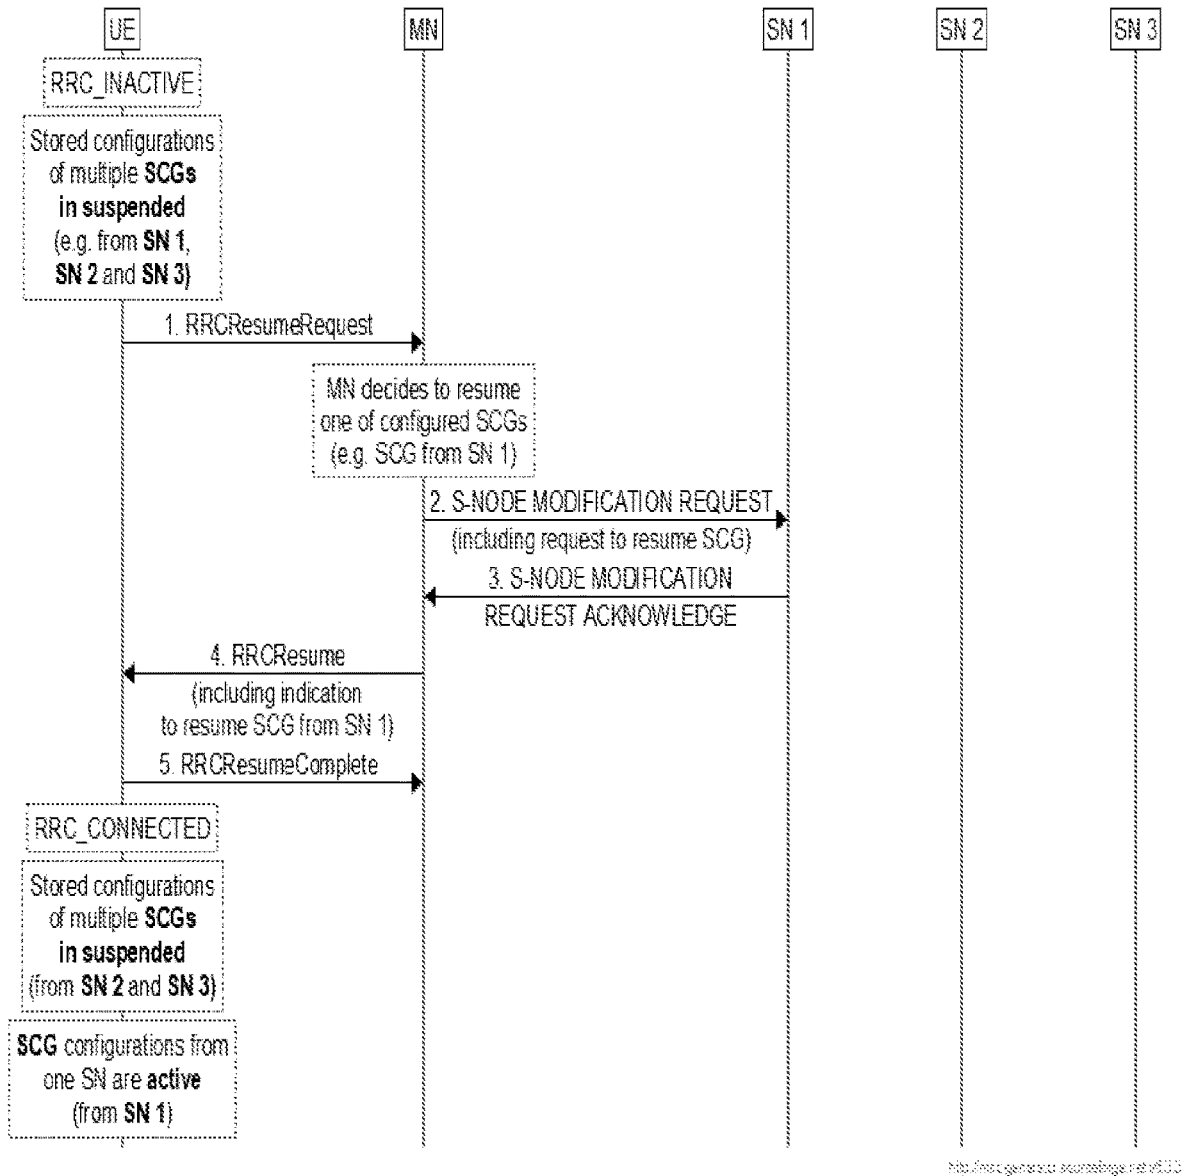 UE
MN
SN 1
SN 2
SN 3
RRC_INACTIVE
Stored configurations
of multiple SCGs
in suspended
(e.g. from SN 1,
SN 2 and SN 3)
1. RRCResumeRequest
MN decides to resume
one of configured SCGs
(e.g. SCG from SN 1)
2. S-NODE MODIFICATION REQUEST
(including request to resume SCG)
3. S-NODE MODIFICATION
REQUEST ACKNOWLEDGE
4. RRCResume
(including indication
to resume SCG from SN 1)
5. RRCResumeComplete
RRC_CONNECTED
Stored configurations
of multiple SCGs
in suspended
(from SN 2 and SN 3)
SCG configurations from
one SN are active
(from SN 1)